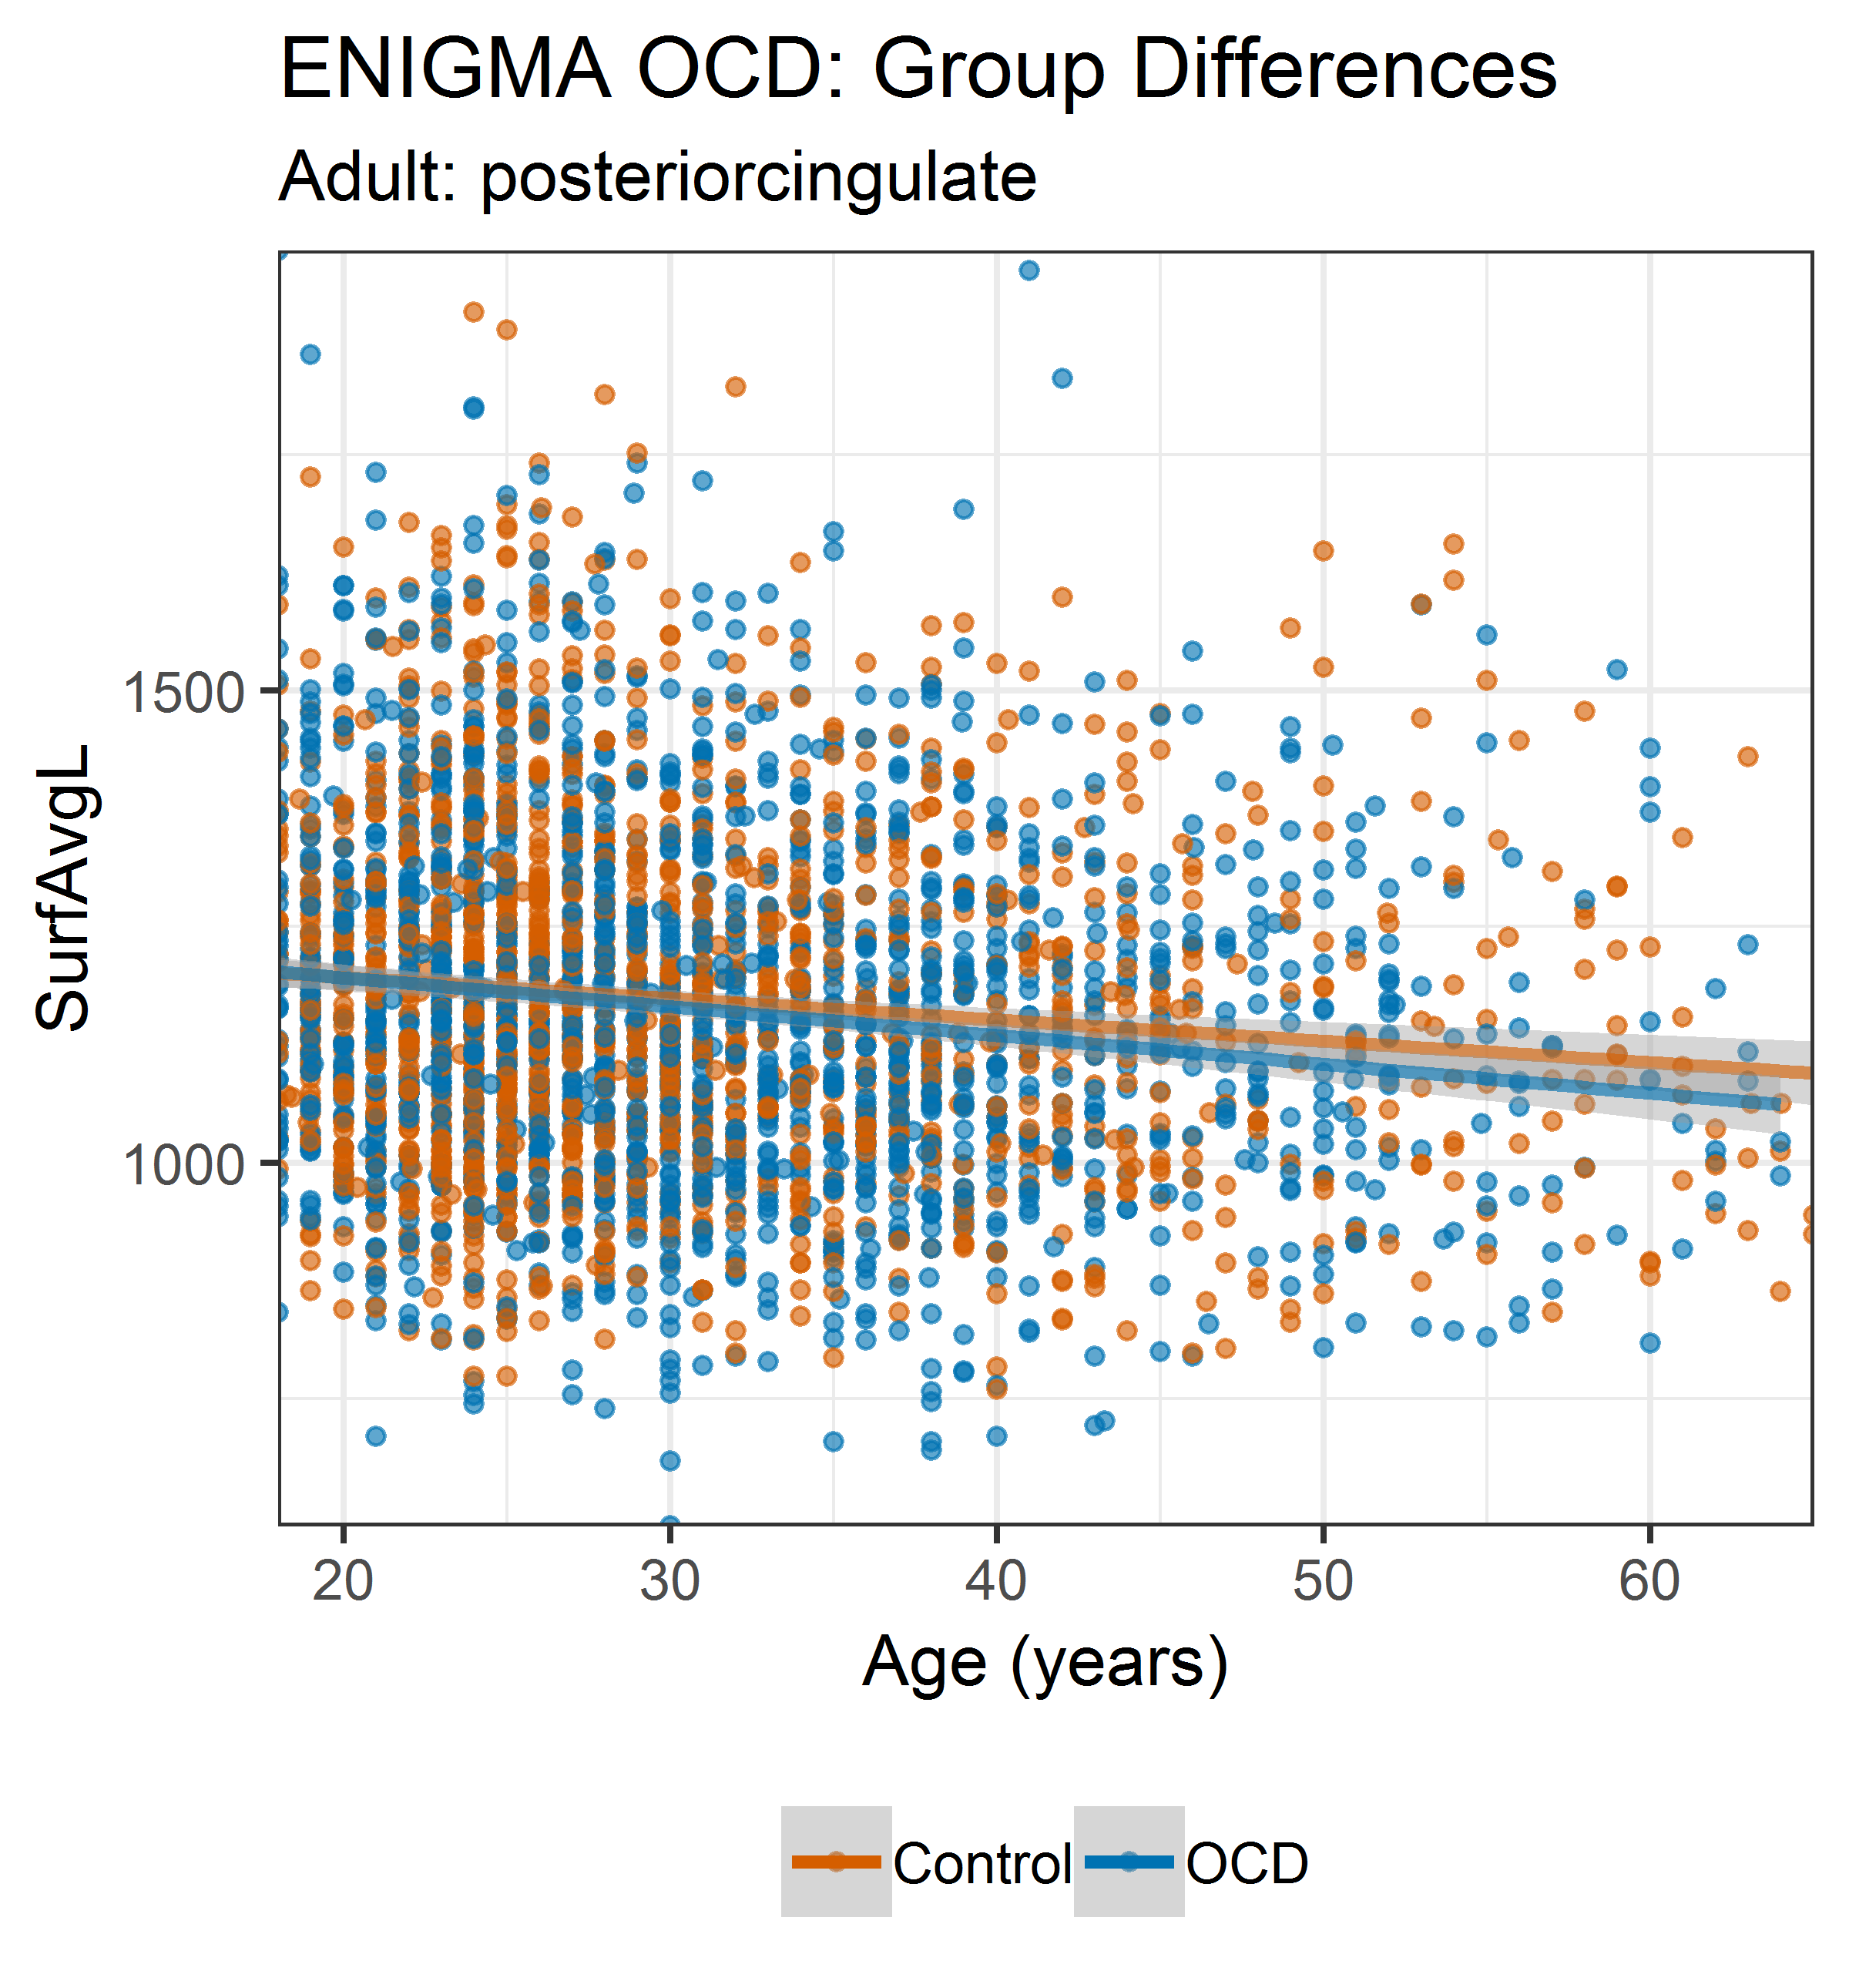 ENIGMA OCD: Group Differences
Adult: posteriorcingulate
SurfAvgL
1500
1000
20 30 40 50 60
Age (years)
Control OCD